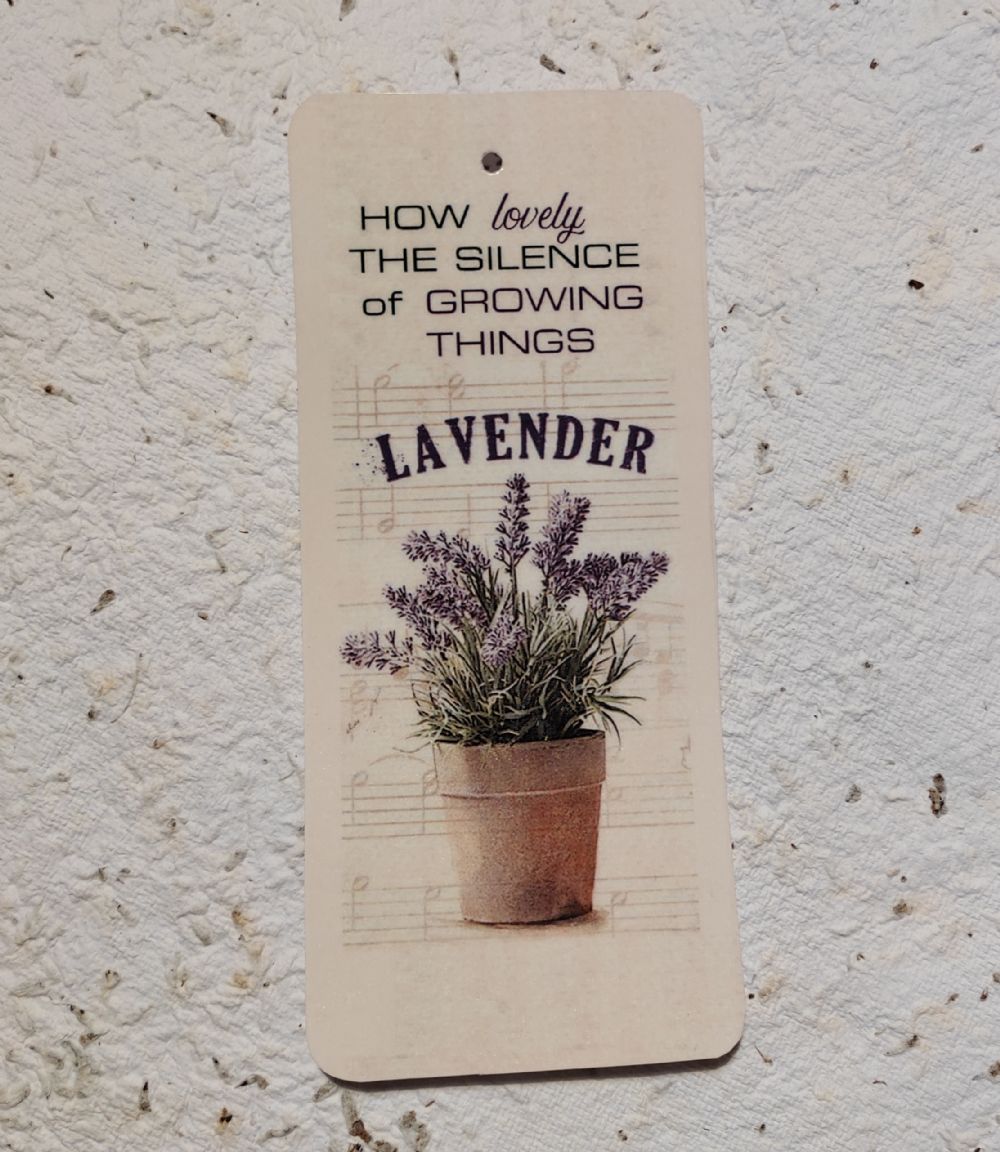 HOW lovely
THE SILENCE
of GROWING
THINGS
LAVENDER